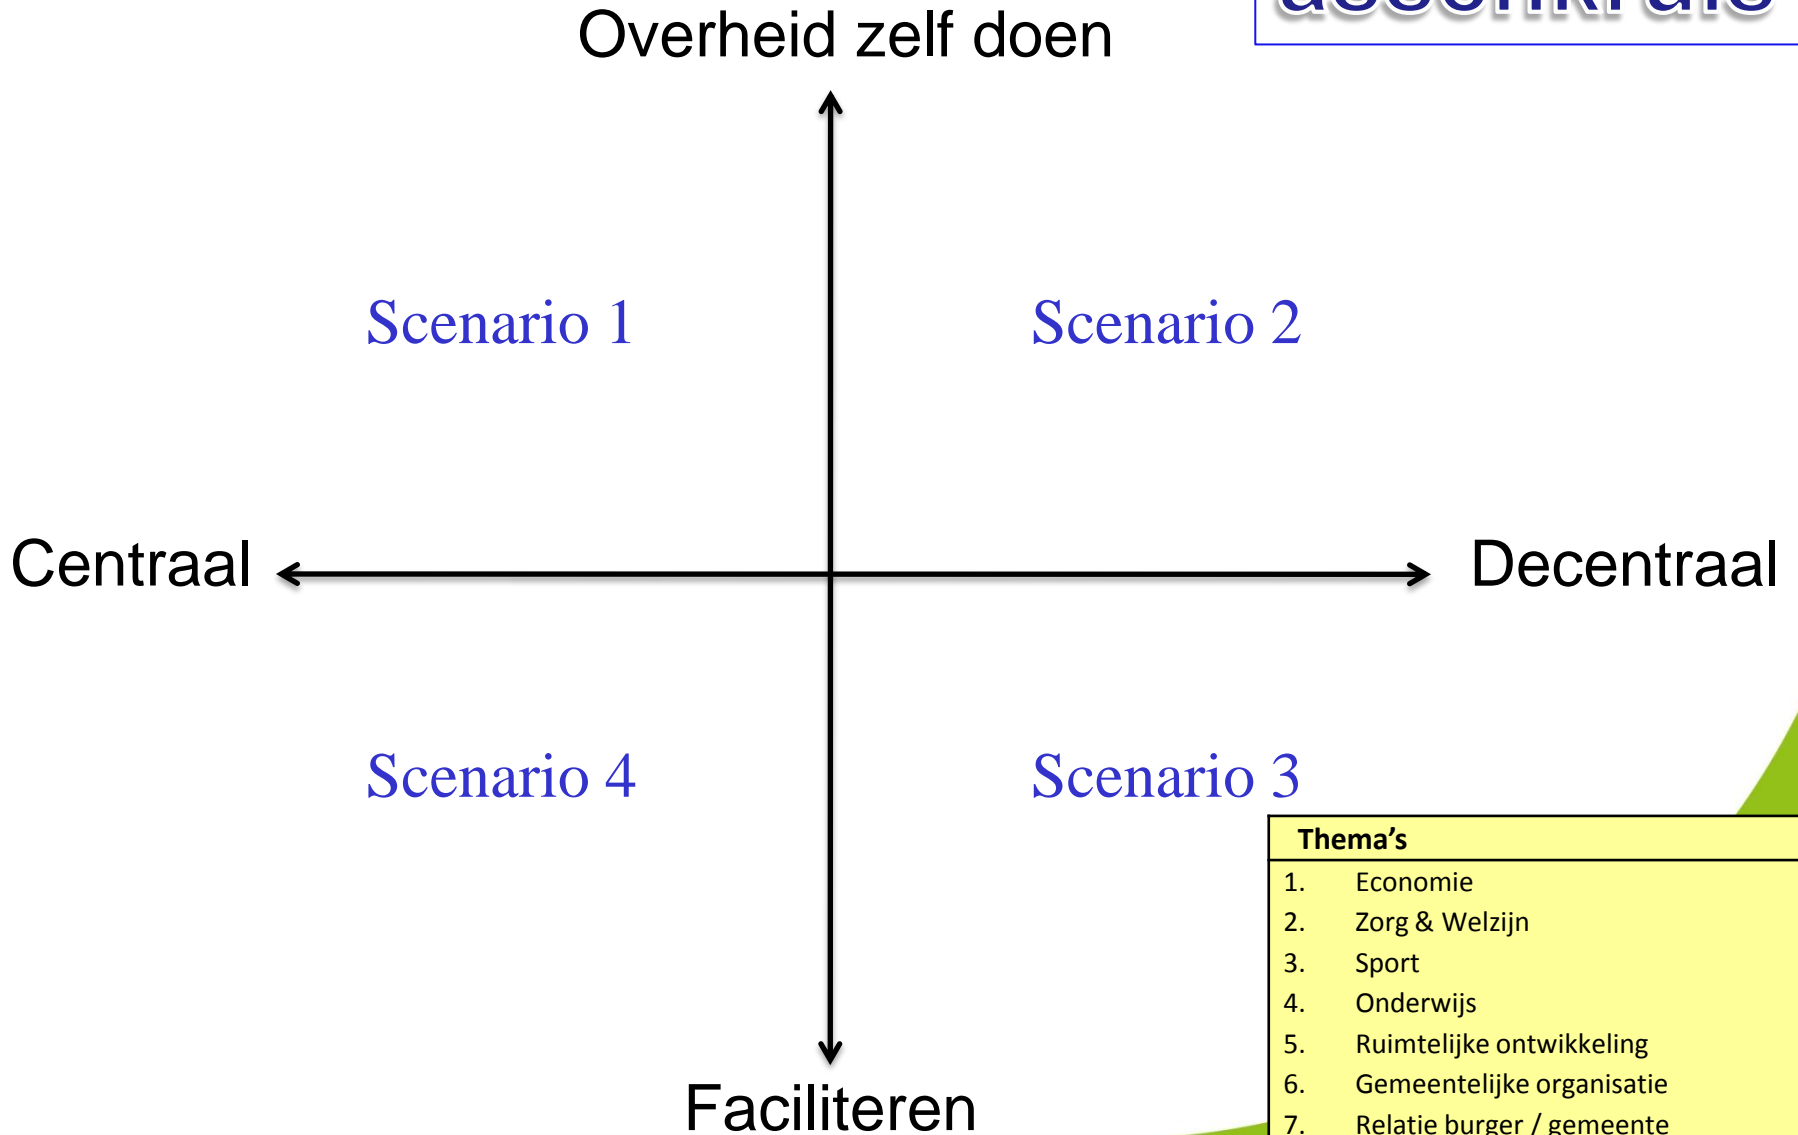 assenkruis
Overheid zelf doen
Scenario 1
Scenario 2
Centraal
Decentraal
Scenario 4
Scenario 3
Thema’s
1. Economie
2. Zorg & Welzijn
3. Sport
4. Onderwijs
5. Ruimtelijke ontwikkeling
6. Gemeentelijke organisatie
7. Relatie burger / gemeente
Faciliteren